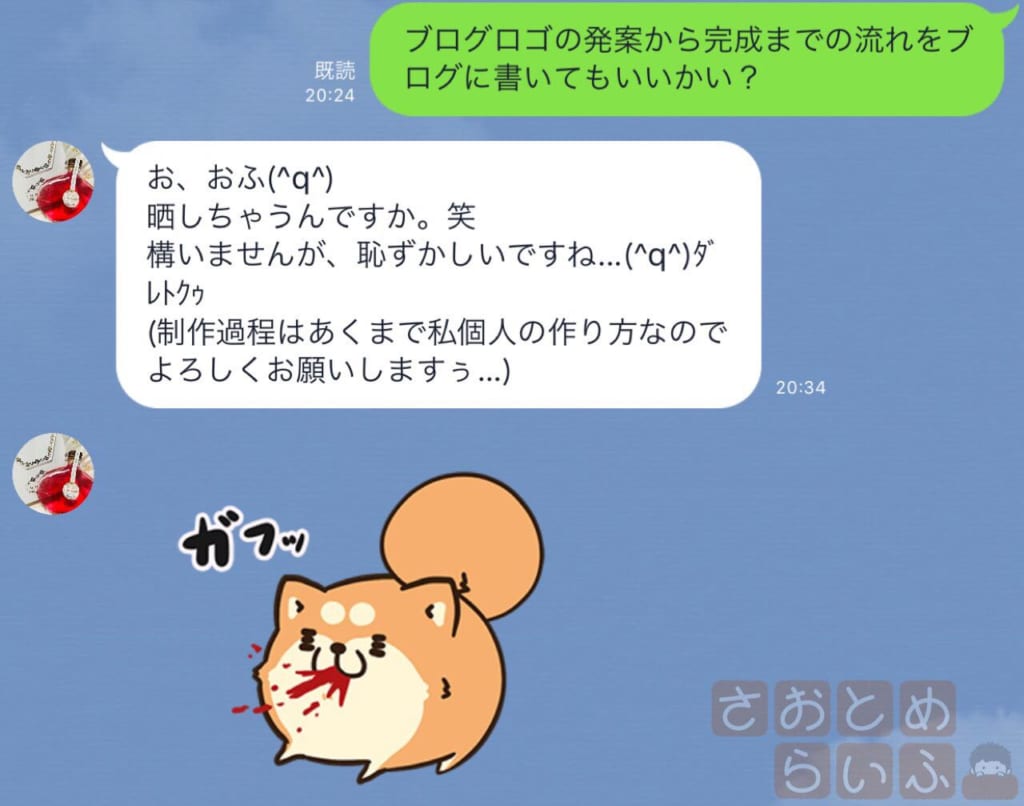 ブログロゴの発案から完成までの流れをブ
ログに書いてもいいかい？
既読
20:24
お、おふ(^q^)
晒しちゃうんですか。笑
構いませんが、恥ずかしいですね...(^q^)ﾀﾞ
ﾚﾄｸｩ
(制作過程はあくまで私個人の作り方なので
よろしくお願いしますぅ...)
20:34
ガフッ
さおとめ
らいふ